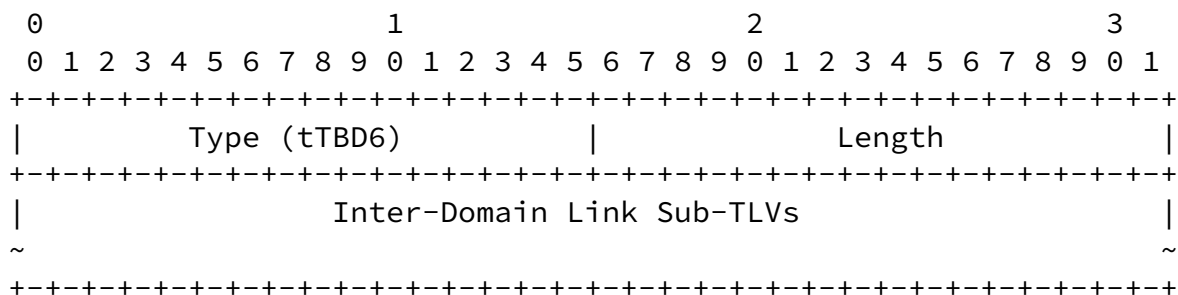 0                   1                   2                   3
 0 1 2 3 4 5 6 7 8 9 0 1 2 3 4 5 6 7 8 9 0 1 2 3 4 5 6 7 8 9 0 1
+-+-+-+-+-+-+-+-+-+-+-+-+-+-+-+-+-+-+-+-+-+-+-+-+-+-+-+-+-+-+-+-+
|         Type (tTBD6)          |             Length            |
+-+-+-+-+-+-+-+-+-+-+-+-+-+-+-+-+-+-+-+-+-+-+-+-+-+-+-+-+-+-+-+-+
|                 Inter-Domain Link Sub-TLVs                    |
~                                                               ~
+-+-+-+-+-+-+-+-+-+-+-+-+-+-+-+-+-+-+-+-+-+-+-+-+-+-+-+-+-+-+-+-+